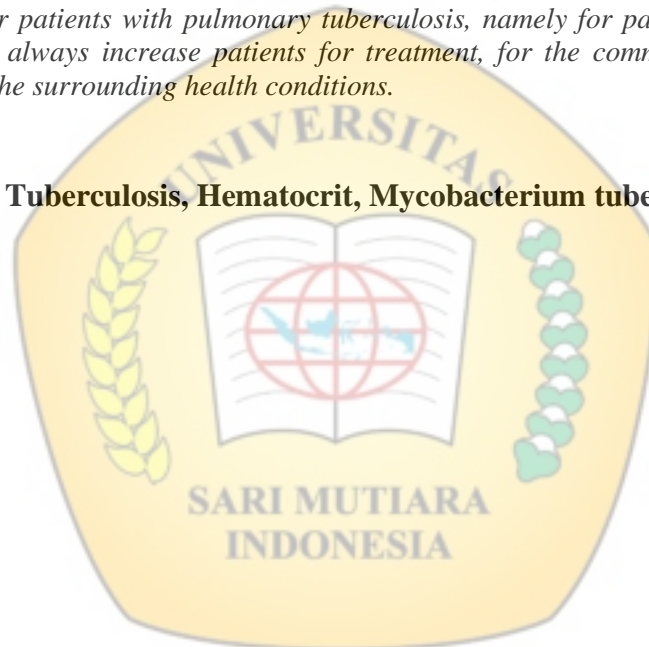 r patients with pulmonary tuberculosis, namely for pa
always increase patients for treatment, for the comm
he surrounding health conditions.
Tuberculosis, Hematocrit, Mycobacterium tube
UNIVERSITAS
SARI MUTIARA
INDONESIA